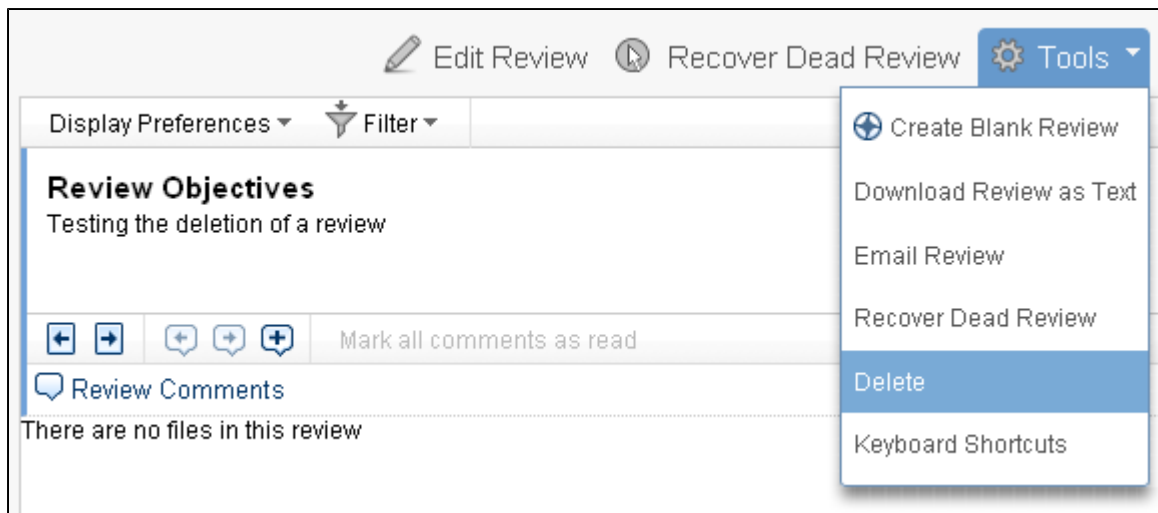 Edit Review Recover Dead Review Tools
Display Preferences Filter
Create Blank Review
Review Objectives
Download Review as Text
Testing the deletion of a review
Email Review
Recover Dead Review
Mark all comments as read
Delete
Review Comments
There are no files in this review
Keyboard Shortcuts